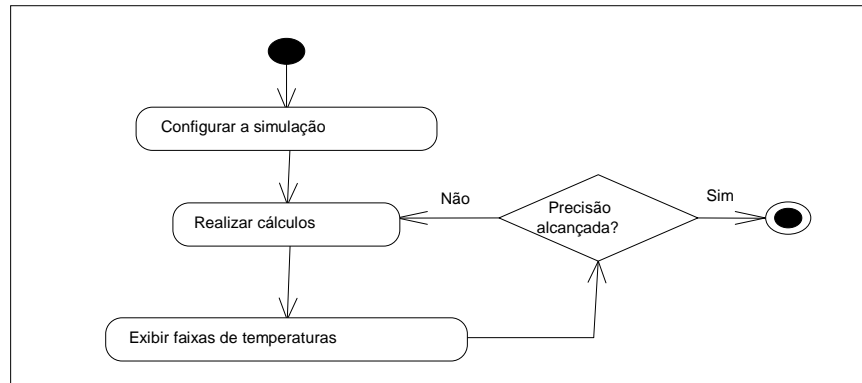 Configurar a simulação
Não
Sim
Precisão
alcançada?
Realizar cálculos
Exibir faixas de temperaturas